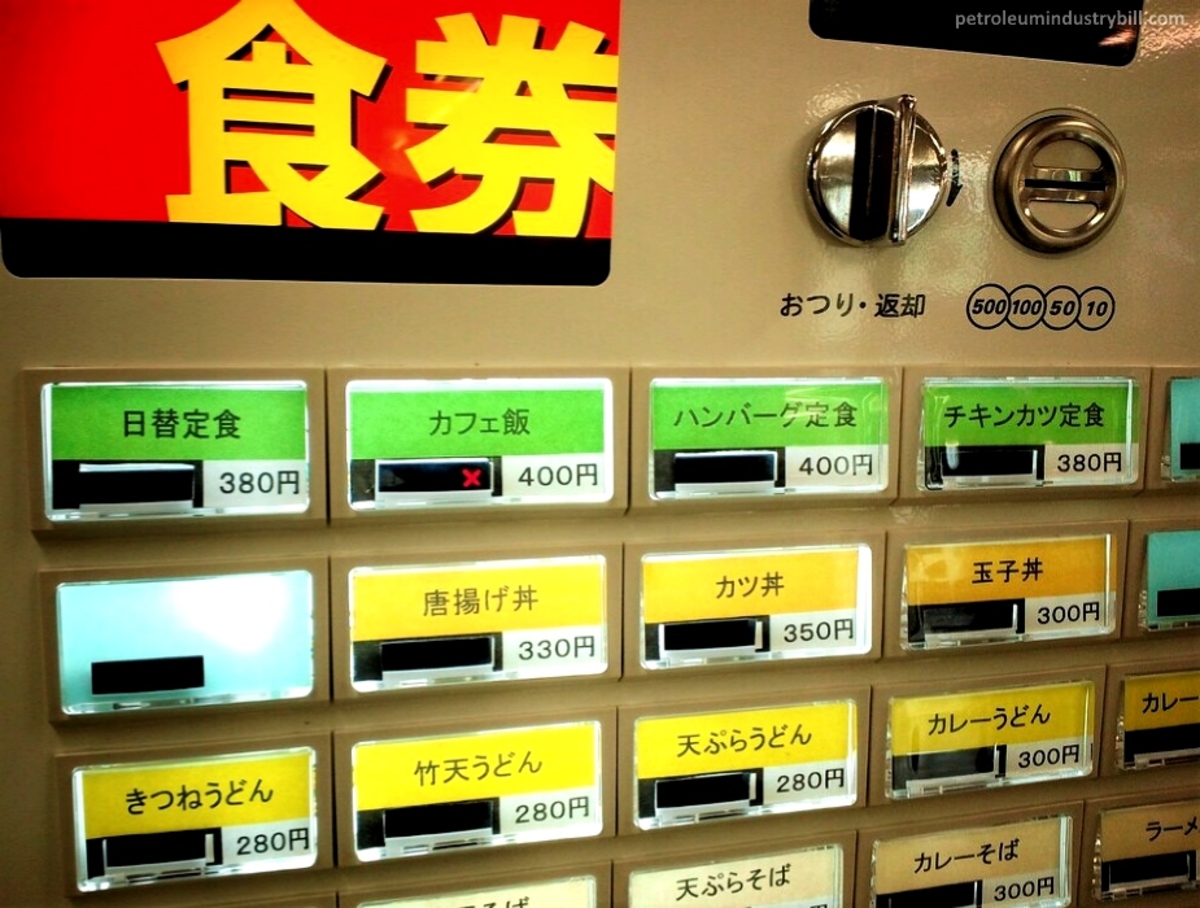 petroleumindustrybill.com
食券
おつり・返却
500 100 50 10
日替定食
380円
カフェ飯
400円
ハンバーグ定食
400円
チキンカツ定食
380円
唐揚げ丼
330円
カツ丼
350円
玉子丼
300円
きつねうどん
280円
竹天うどん
280円
天ぷらうどん
280円
カレーうどん
300円
カレー
天ぷらそば
カレーそば
300円
ラーメ